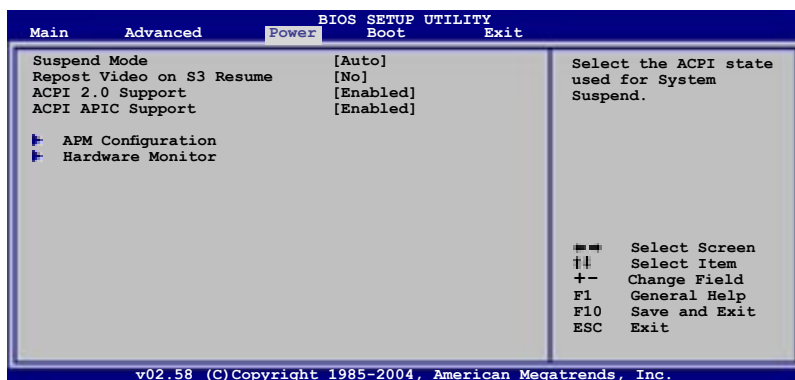 BIOS SETUP UTILITY
Main Advanced Power Boot Exit
Suspend Mode [Auto]
Repost Video on S3 Resume [No]
ACPI 2.0 Support [Enabled]
ACPI APIC Support [Enabled]
APM Configuration
Hardware Monitor
Select the ACPI state
used for System
Suspend.
←→ Select Screen
↑↓ Select Item
+- Change Field
F1 General Help
F10 Save and Exit
ESC Exit
v02.58 (C)Copyright 1985-2004, American Megatrends, Inc.